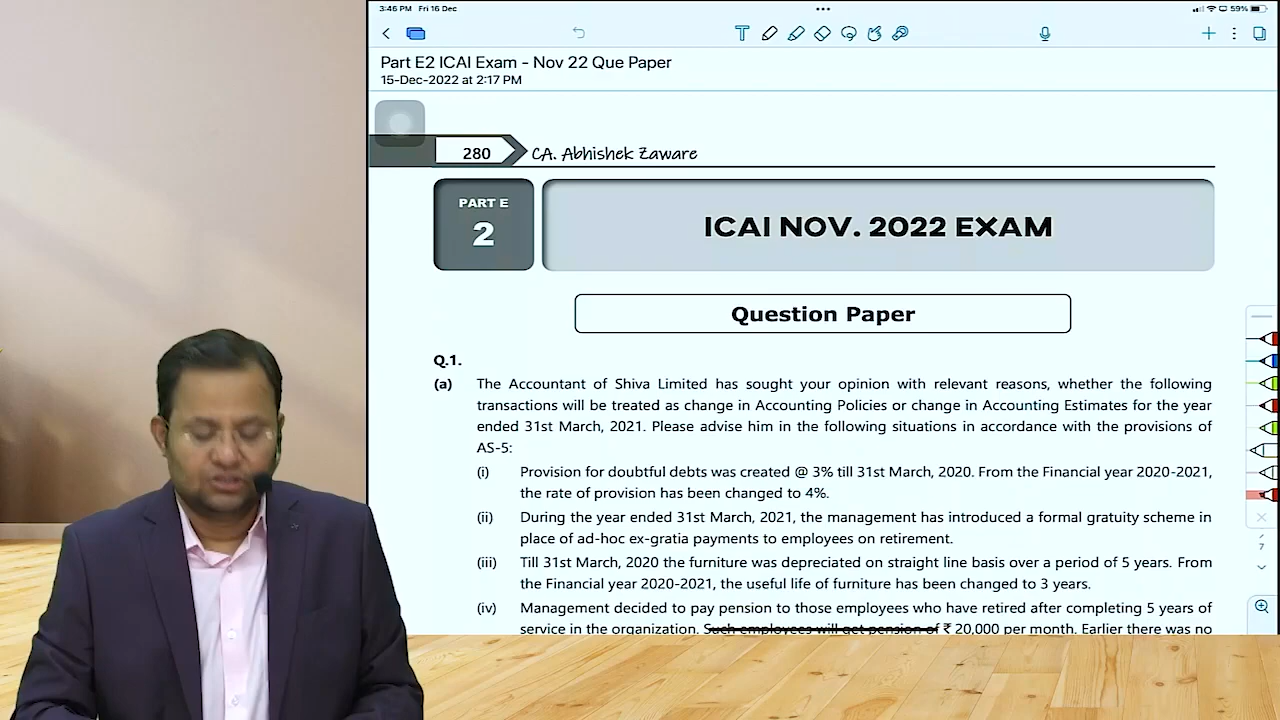 3:46 PM Fri 16 Dec
59%
Part E2 ICAI Exam - Nov 22 Que Paper
15-Dec-2022 at 2:17 PM
280 CA. Abhishek Zaware
PART E
2
ICAI NOV. 2022 EXAM
Question Paper
Q.1.
(a) The Accountant of Shiva Limited has sought your opinion with relevant reasons, whether the following
transactions will be treated as change in Accounting Policies or change in Accounting Estimates for the year
ended 31st March, 2021. Please advise him in the following situations in accordance with the provisions of
AS-5:
(i) Provision for doubtful debts was created @ 3% till 31st March, 2020. From the Financial year 2020-2021,
the rate of provision has been changed to 4%.
(ii) During the year ended 31st March, 2021, the management has introduced a formal gratuity scheme in
place of ad-hoc ex-gratia payments to employees on retirement.
(iii) Till 31st March, 2020 the furniture was depreciated on straight line basis over a period of 5 years. From
the Financial year 2020-2021, the useful life of furniture has been changed to 3 years.
(iv) Management decided to pay pension to those employees who have retired after completing 5 years of
service in the organization. Such employees will get pension of ₹ 20,000 per month. Earlier there was no